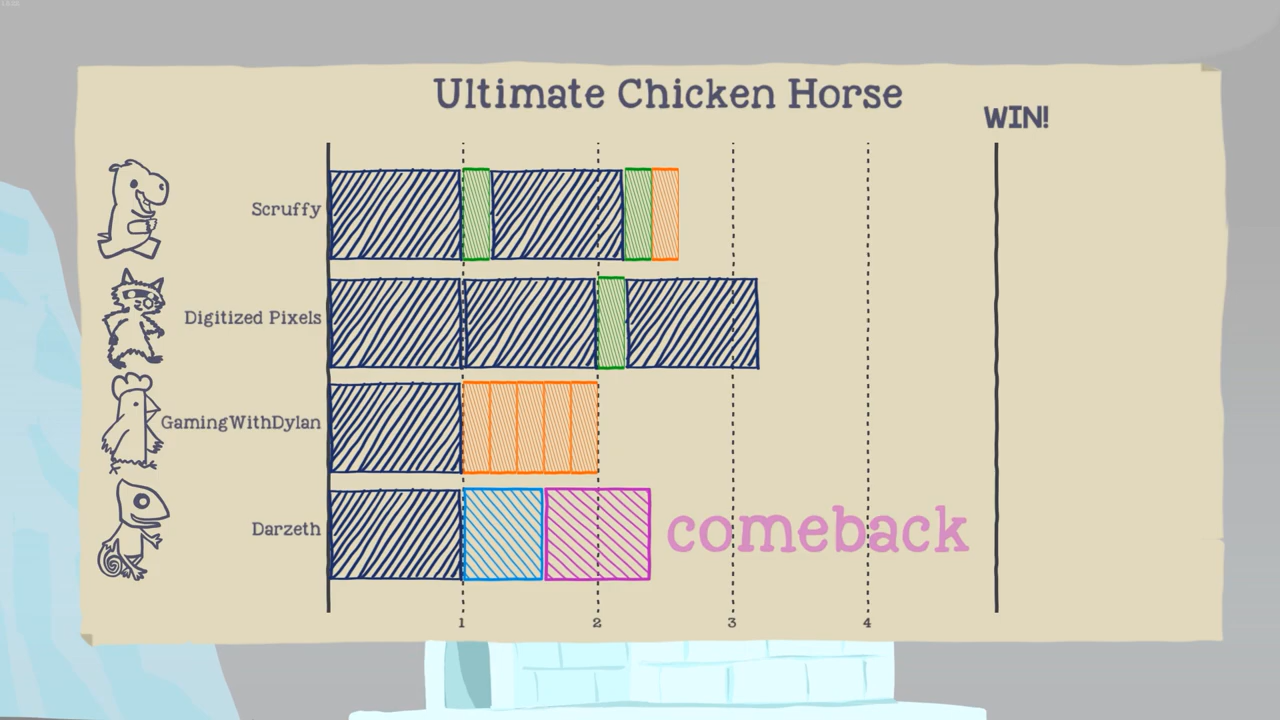 Ultimate Chicken Horse
WIN!
Scruffy
Digitized Pixels
GamingWithDylan
Darzeth
comeback
1 2 3 4